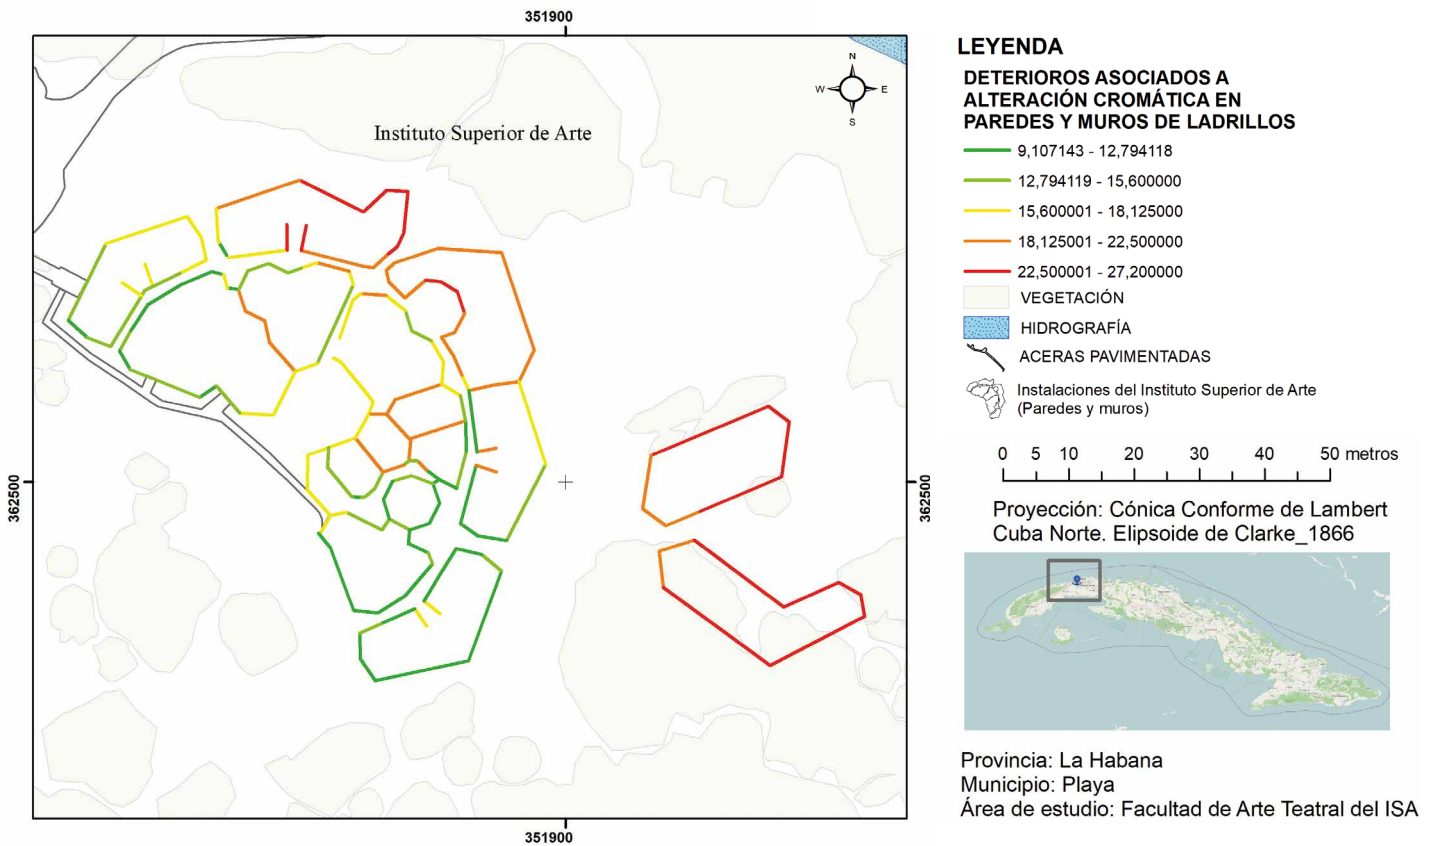 351900
Instituto Superior de Arte
N
W
E
S
362500
362500
351900
LEYENDA
DETERIOROS ASOCIADOS A
ALTERACIÓN CROMÁTICA EN
PAREDES Y MUROS DE LADRILLOS
9,107143 - 12,794118
12,794119 - 15,600000
15,600001 - 18,125000
18,125001 - 22,500000
22,500001 - 27,200000
VEGETACIÓN
HIDROGRAFÍA
ACERAS PAVIMENTADAS
Instalaciones del Instituto Superior de Arte
(Paredes y muros)
0 5 10 20 30 40 50 metros
Proyección: Cónica Conforme de Lambert
Cuba Norte. Elipsoide de Clarke_1866
Provincia: La Habana
Municipio: Playa
Área de estudio: Facultad de Arte Teatral del ISA